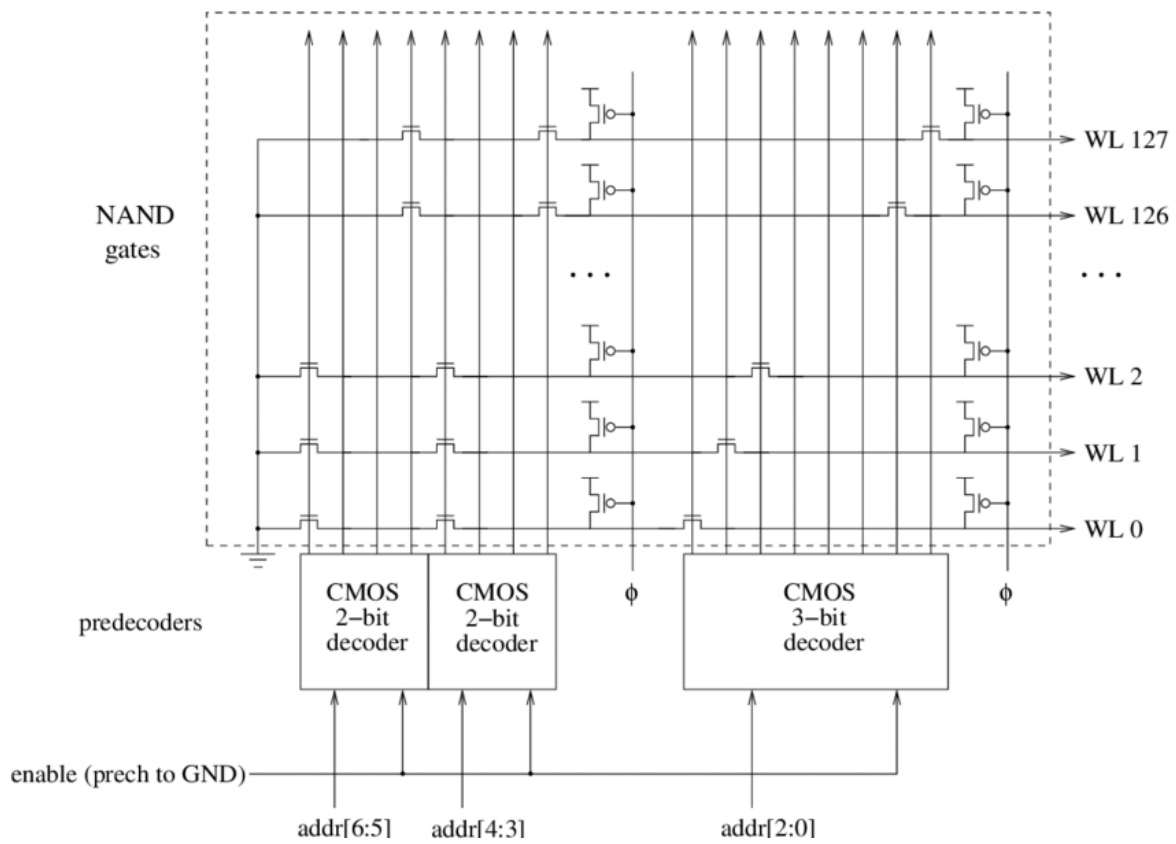 WL 127
WL 126
NAND
gates
. . .
. . .
WL 2
WL 1
WL 0
CMOS
2−bit
decoder
CMOS
2−bit
decoder
ϕ
CMOS
3−bit
decoder
ϕ
predecoders
enable (prech to GND)
addr[6:5]
addr[4:3]
addr[2:0]